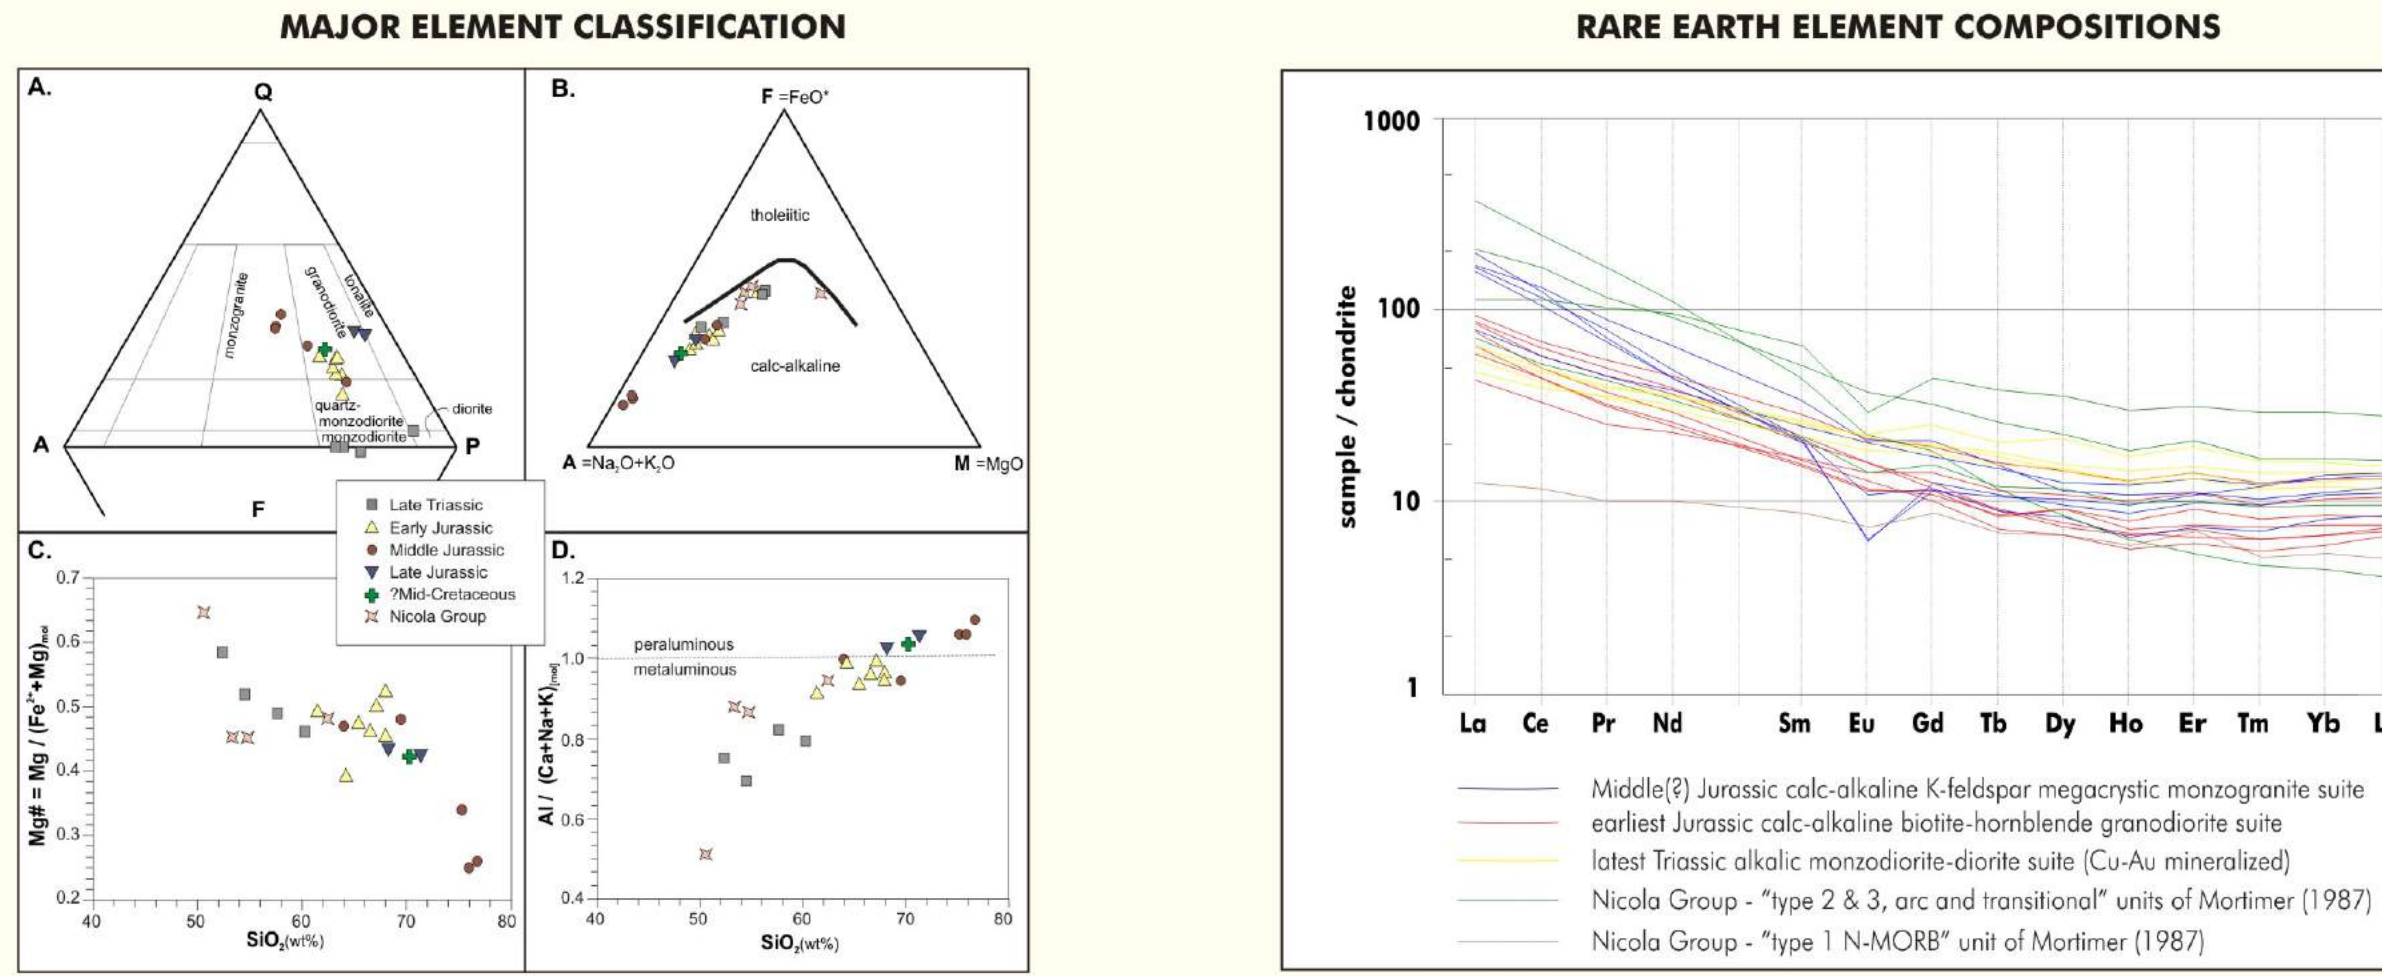 MAJOR ELEMENT CLASSIFICATION
A.
Q
monzogranite
granodiorite
tonalite
quartz-
monzodiorite
monzodiorite
diorite
A
P
F
B.
F =FeO*
tholeiitic
calc-alkaline
A =Na₂O+K₂O
M =MgO
Late Triassic
Early Jurassic
Middle Jurassic
Late Jurassic
?Mid-Cretaceous
Nicola Group
C.
Mg# = Mg / (Fe²⁺+Mg)mol
0.7
0.6
0.5
0.4
0.3
0.2
40 50 60 70 80
SiO₂(wt%)
D.
Al / (Ca+Na+K)[mol]
1.2
1.0
0.8
0.6
0.4
peraluminous
metaluminous
40 50 60 70 80
SiO₂(wt%)
RARE EARTH ELEMENT COMPOSITIONS
sample / chondrite
1000
100
10
1
La Ce Pr Nd Sm Eu Gd Tb Dy Ho Er Tm Yb L
Middle(?) Jurassic calc-alkaline K-feldspar megacrystic monzogranite suite
earliest Jurassic calc-alkaline biotite-hornblende granodiorite suite
latest Triassic alkalic monzodiorite-diorite suite (Cu-Au mineralized)
Nicola Group - "type 2 & 3, arc and transitional" units of Mortimer (1987)
Nicola Group - "type 1 N-MORB" unit of Mortimer (1987)